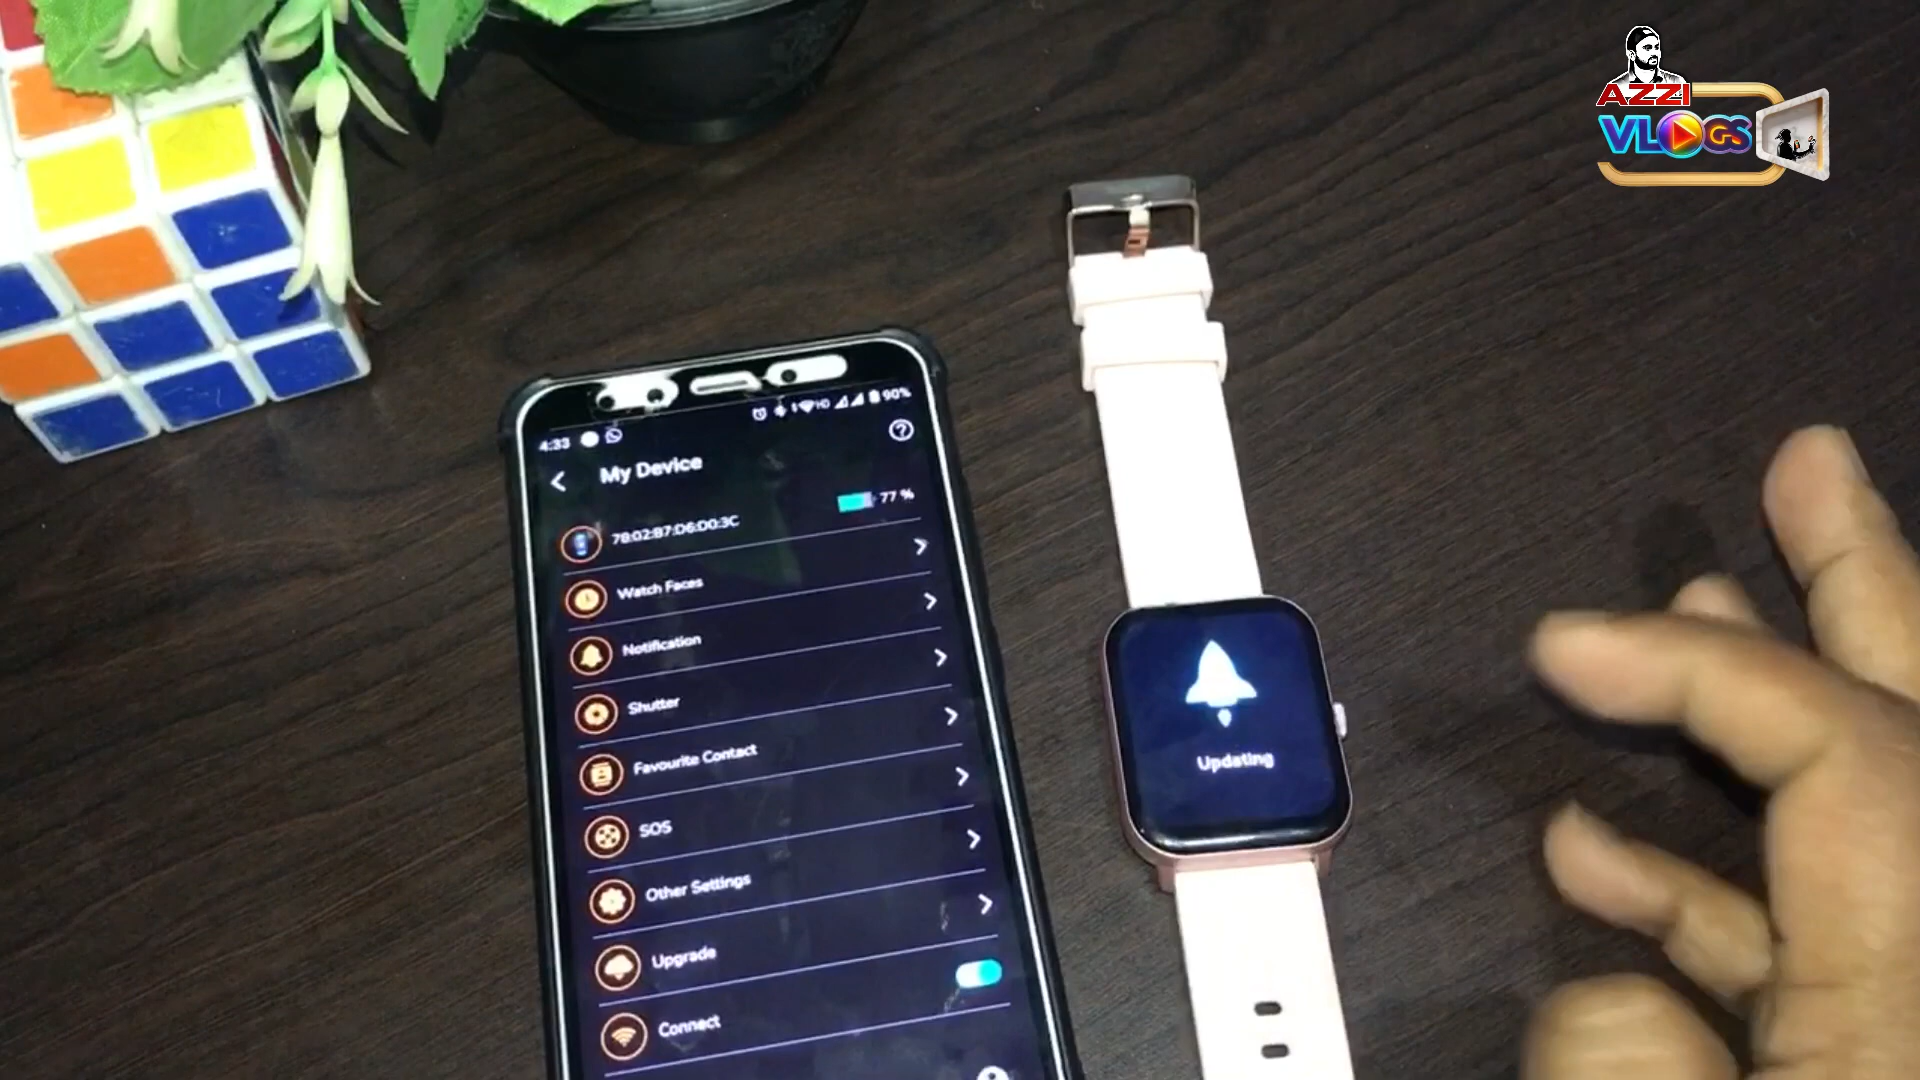 AZZI
VLOGS
4:33
HD
90%
My Device
77 %
78:02:B7:D6:D0:3C
Watch Faces
Notification
Shutter
Favourite Contact
SOS
Other Settings
Upgrade
Connect
Updating